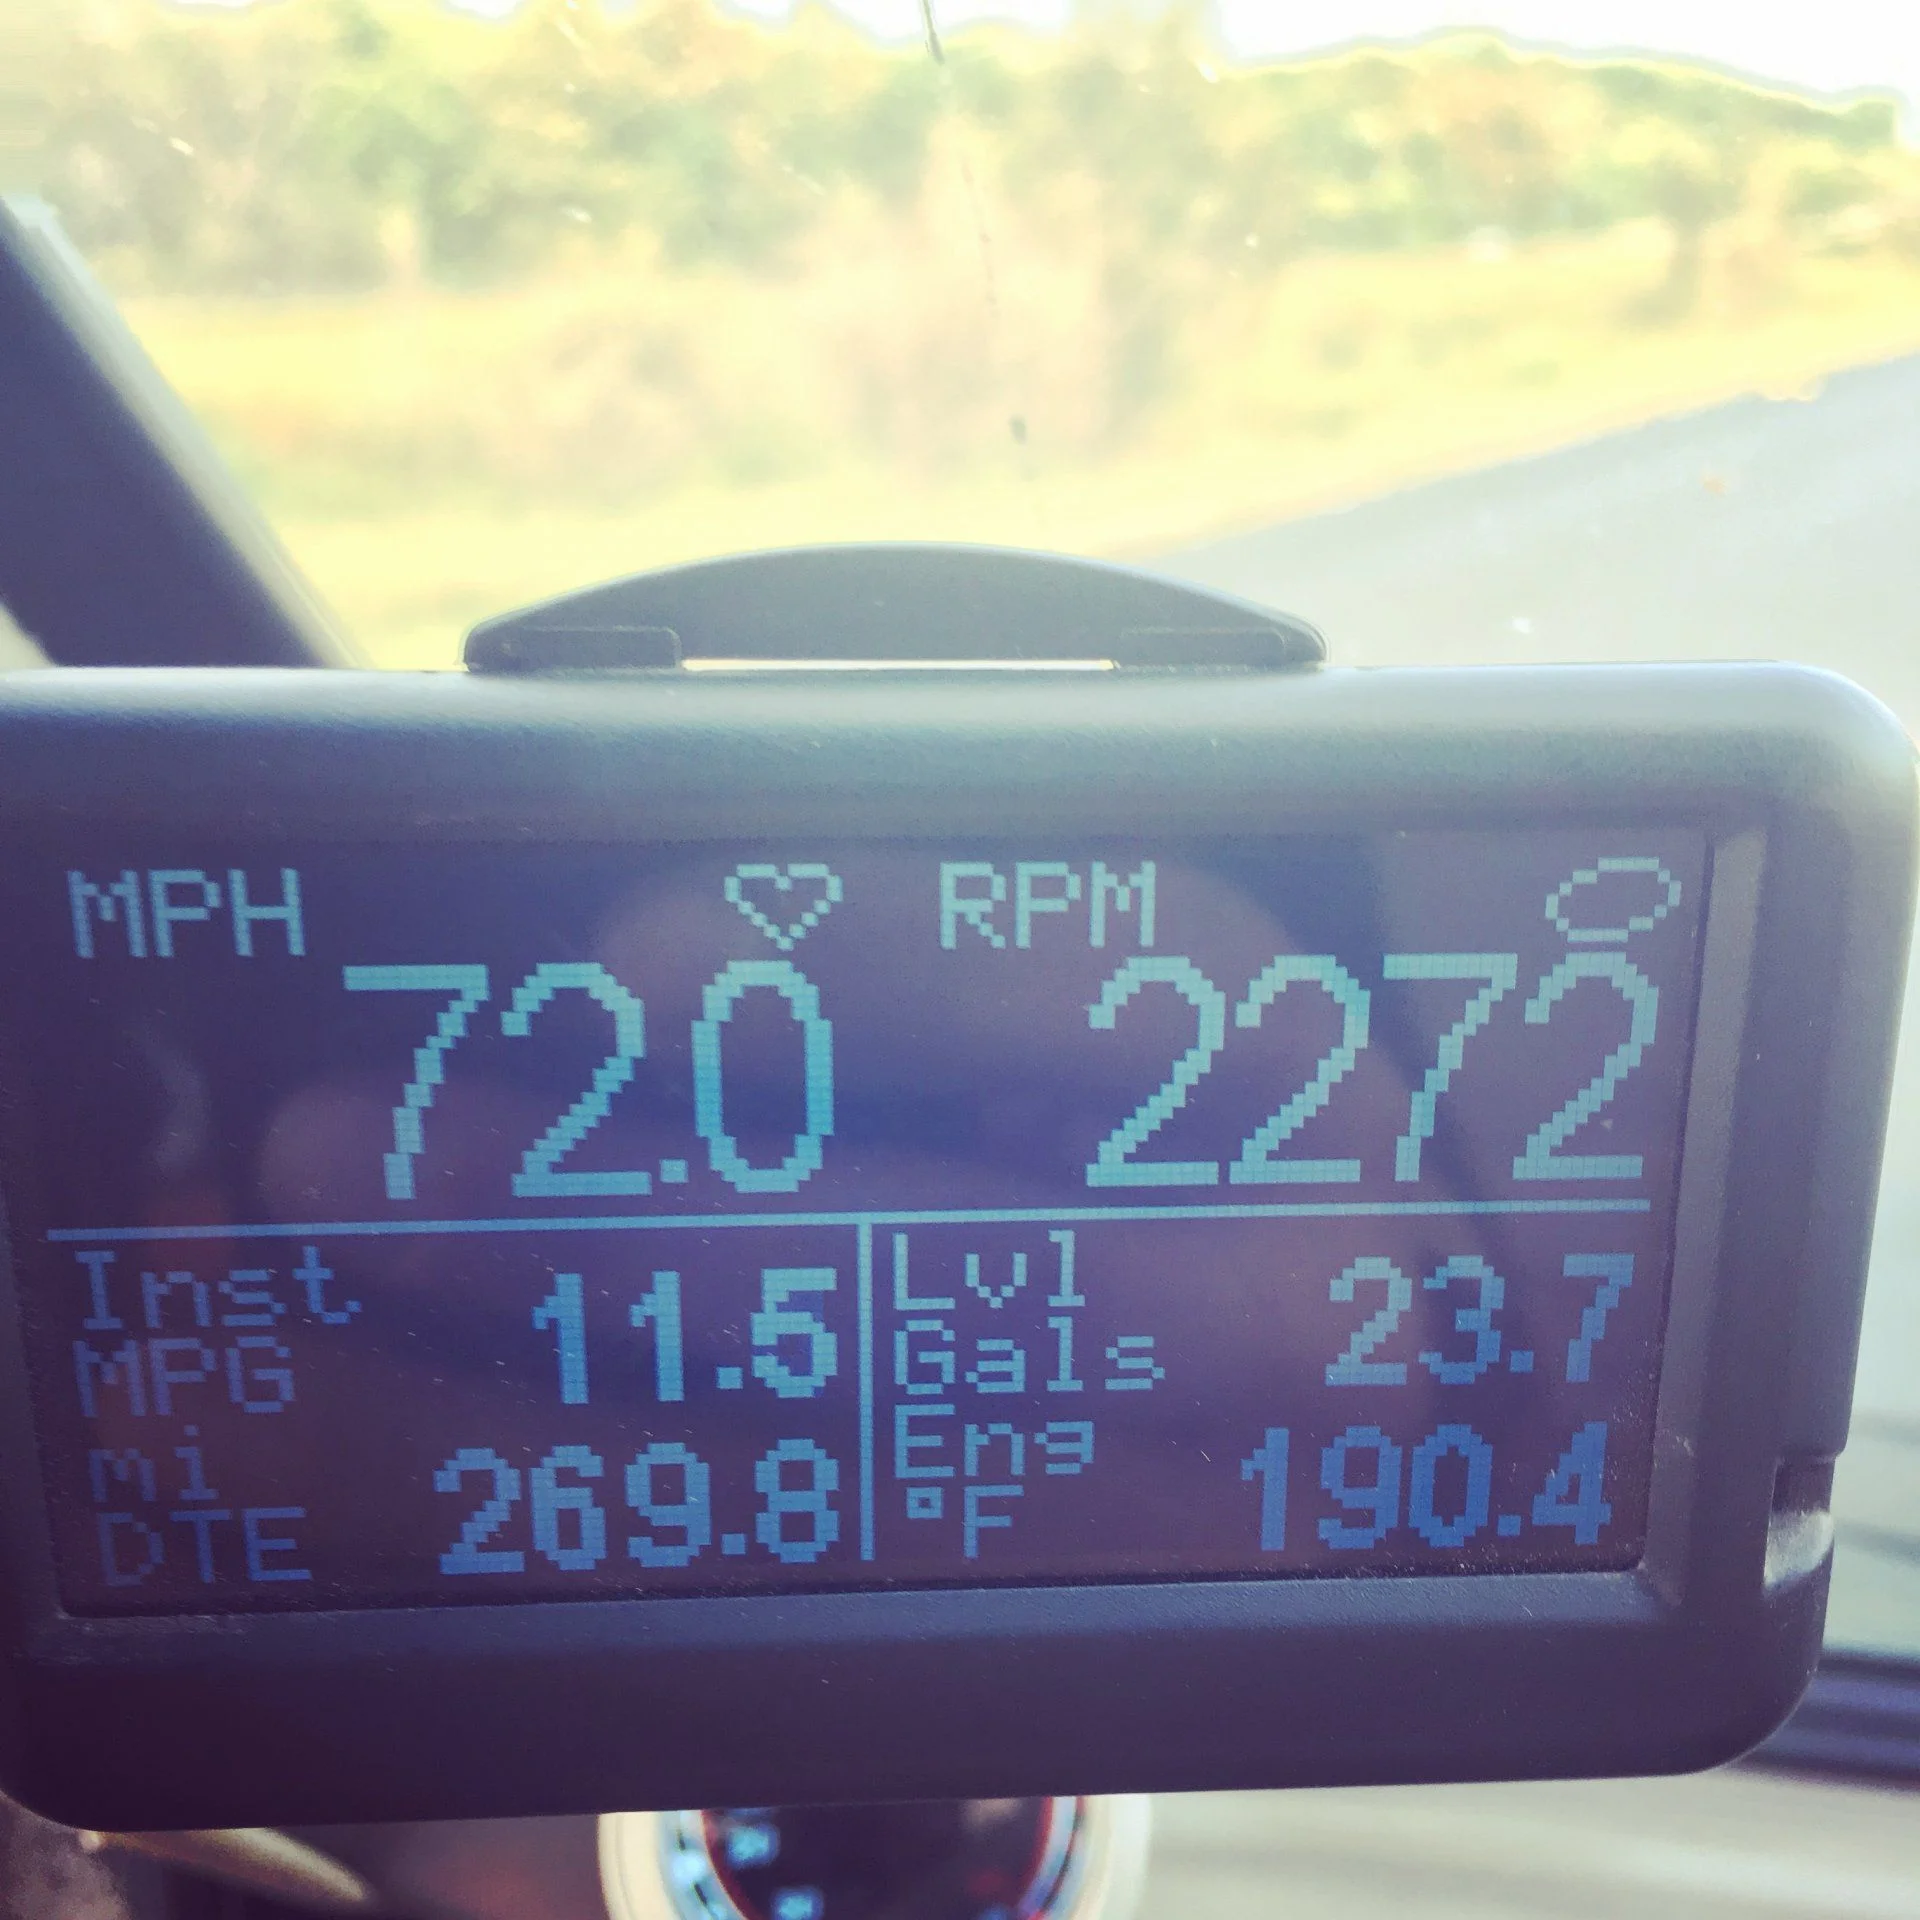 MPH RPM
72.0 2272
Inst MPG 11.5
Lvl Gals 23.7
mi DTE 269.8
Eng °F 190.4